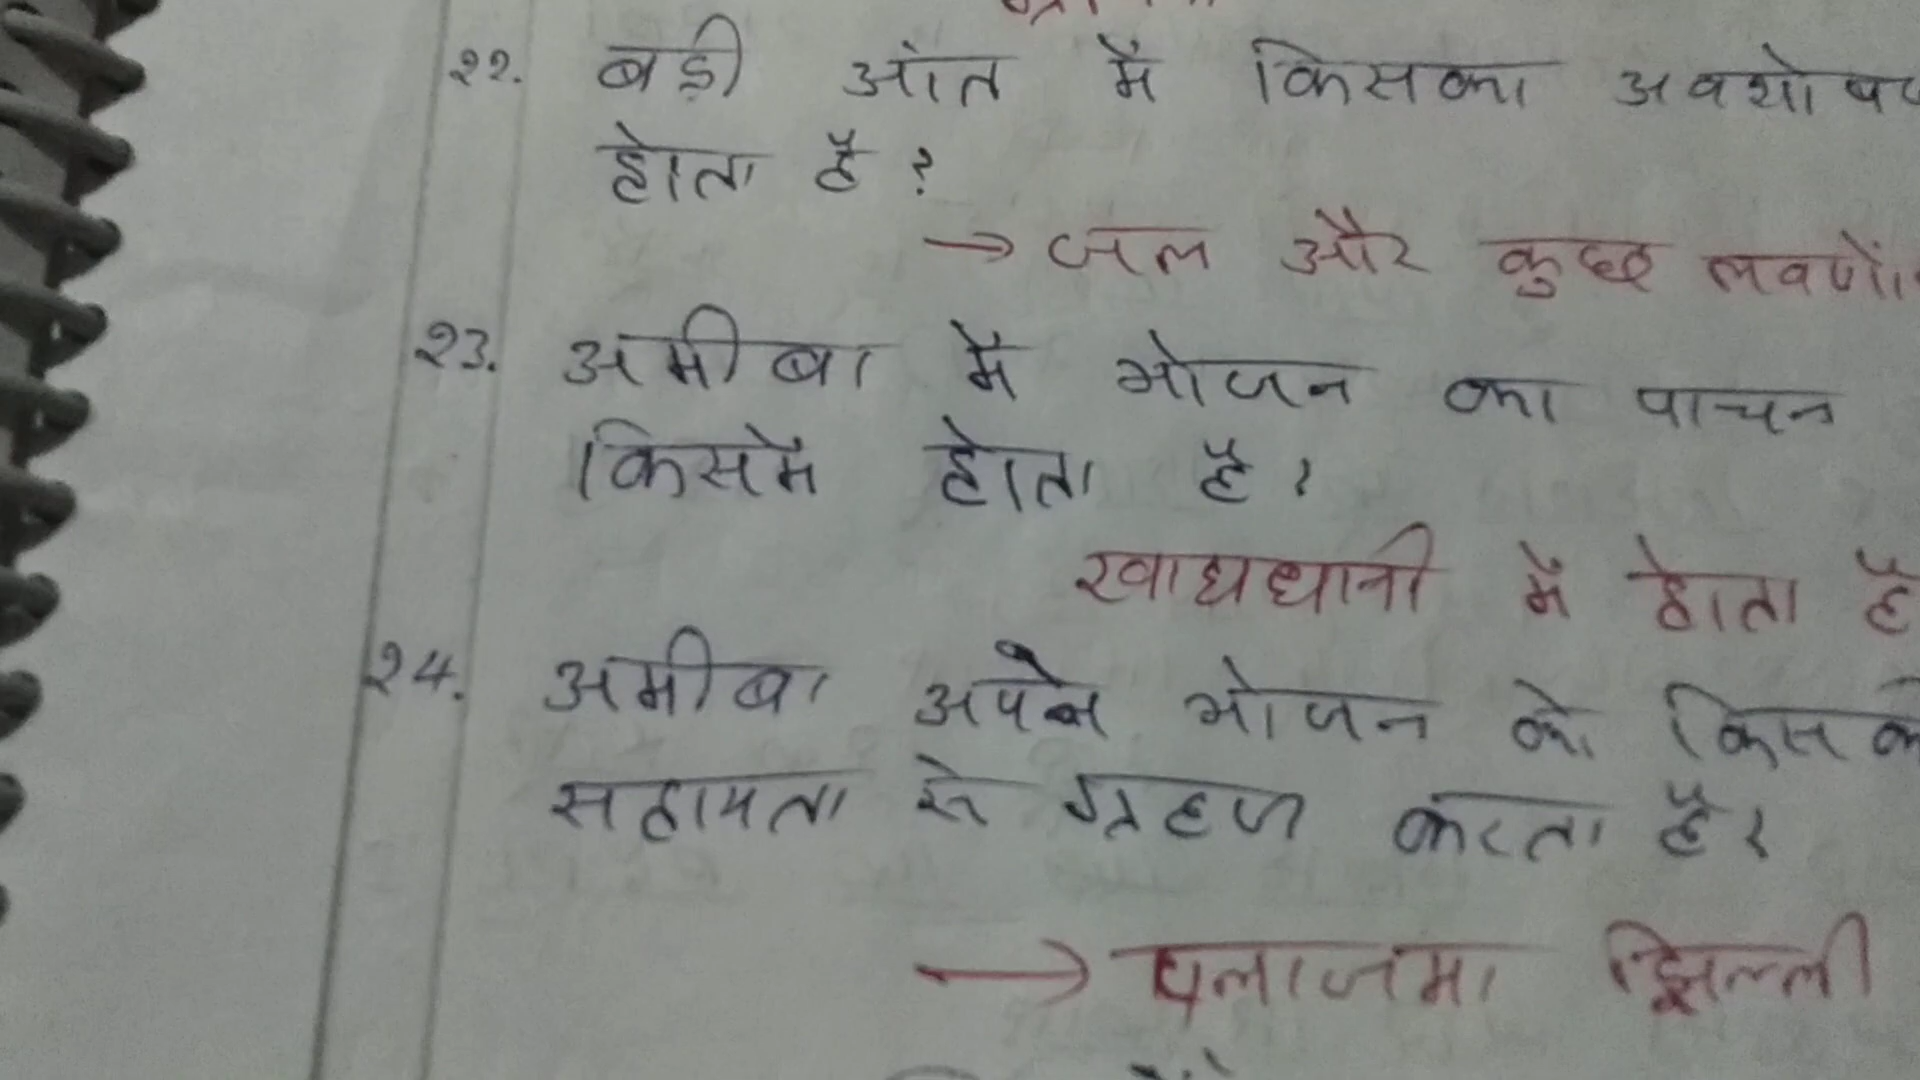 22. बड़ी आंत में किसका अवशोषण
होता है ?
→ जल और कुछ लवणों
23. अमीबा में भोजन का पाचन
किसमें होता है ?
खाद्यधानी में होता है
24. अमीबा अपने भोजन को किसके
सहायता से ग्रहण करता है ?
→ प्लाजमा झिल्ली